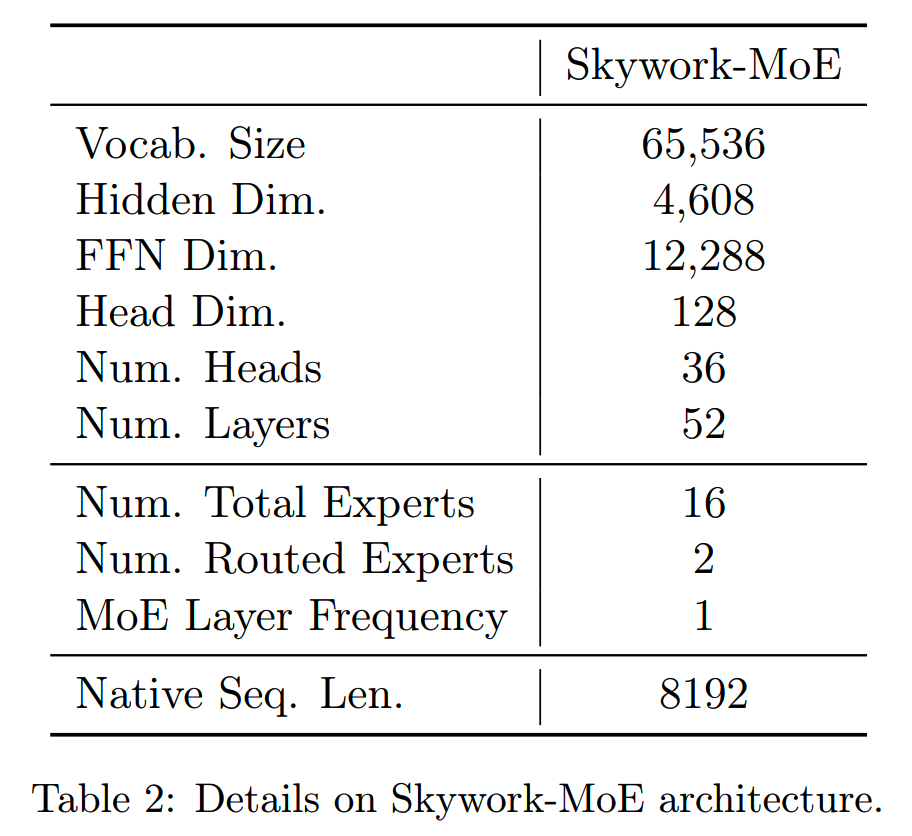 Skywork-MoE
Vocab. Size 65,536
Hidden Dim. 4,608
FFN Dim. 12,288
Head Dim. 128
Num. Heads 36
Num. Layers 52
Num. Total Experts 16
Num. Routed Experts 2
MoE Layer Frequency 1
Native Seq. Len. 8192
Table 2: Details on Skywork-MoE architecture.